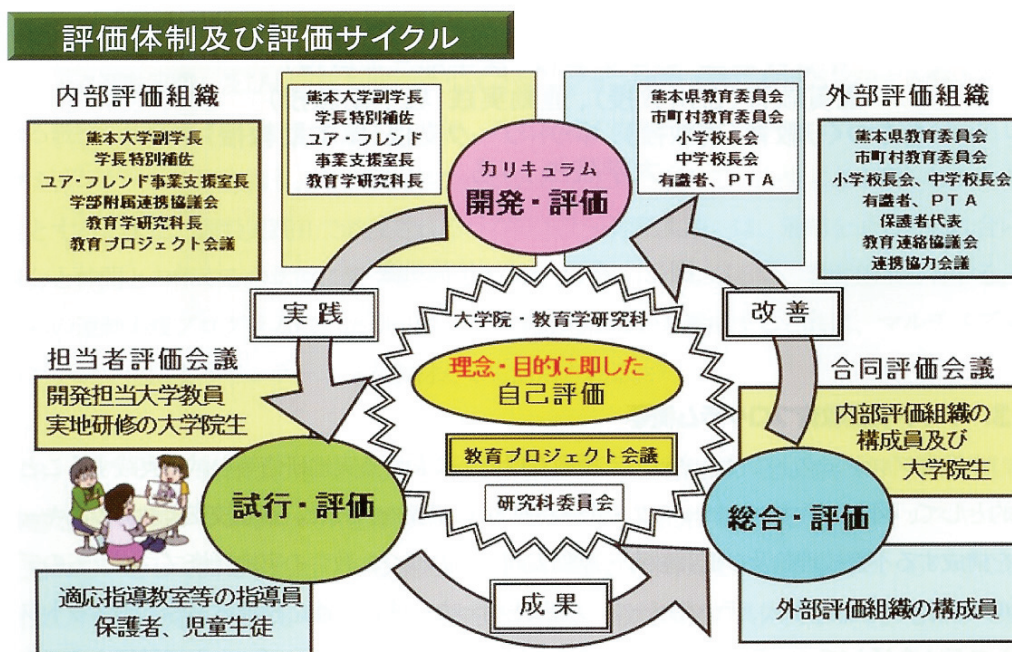 評価体制及び評価サイクル
内部評価組織
熊本大学副学長
学長特別補佐
ユア・フレンド事業支援室長
学部附属連携協議会
教育学研究科長
教育プロジェクト会議
熊本大学副学長
学長特別補佐
ユア・フレンド
事業支援室長
教育学研究科長
カリキュラム
開発・評価
熊本県教育委員会
市町村教育委員会
小学校長会
中学校長会
有識者、ＰＴＡ
外部評価組織
熊本県教育委員会
市町村教育委員会
小学校長会、中学校長会
有識者、ＰＴＡ
保護者代表
教育連絡協議会
連携協力会議
実践
改善
大学院・教育学研究科
理念・目的に即した
自己評価
教育プロジェクト会議
研究科委員会
担当者評価会議
開発担当大学教員
実地研修の大学院生
試行・評価
適応指導教室等の指導員
保護者、児童生徒
成果
合同評価会議
内部評価組織の
構成員及び
大学院生
総合・評価
外部評価組織の構成員